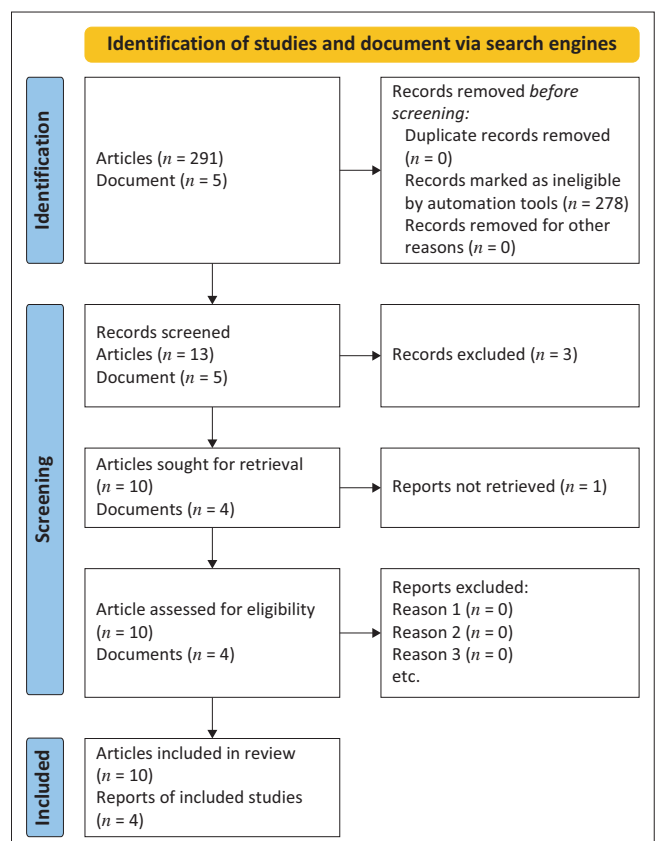 Identification of studies and document via search engines
Identification
Articles (n = 291)
Document (n = 5)
Records removed before
screening:
Duplicate records removed
(n = 0)
Records marked as ineligible
by automation tools (n = 278)
Records removed for other
reasons (n = 0)
Screening
Records screened
Articles (n = 13)
Document (n = 5)
Records excluded (n = 3)
Articles sought for retrieval
(n = 10)
Documents (n = 4)
Reports not retrieved (n = 1)
Article assessed for eligibility
(n = 10)
Documents (n = 4)
Reports excluded:
Reason 1 (n = 0)
Reason 2 (n = 0)
Reason 3 (n = 0)
etc.
Included
Articles included in review
(n = 10)
Reports of included studies
(n = 4)